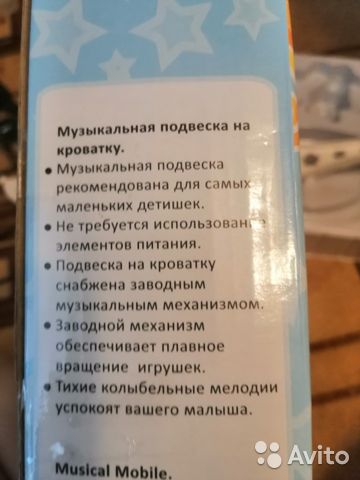 Музыкальная подвеска на
кроватку.
• Музыкальная подвеска
рекомендована для самых
маленьких детишек.
• Не требуется использован
элементов питания.
• Подвеска на кроватку
снабжена заводным
музыкальным механизмом.
• Заводной механизм
обеспечивает плавное
вращение игрушек.
• Тихие колыбельные мелодии
успокоят вашего малыша.
Musical Mobile.
Avito